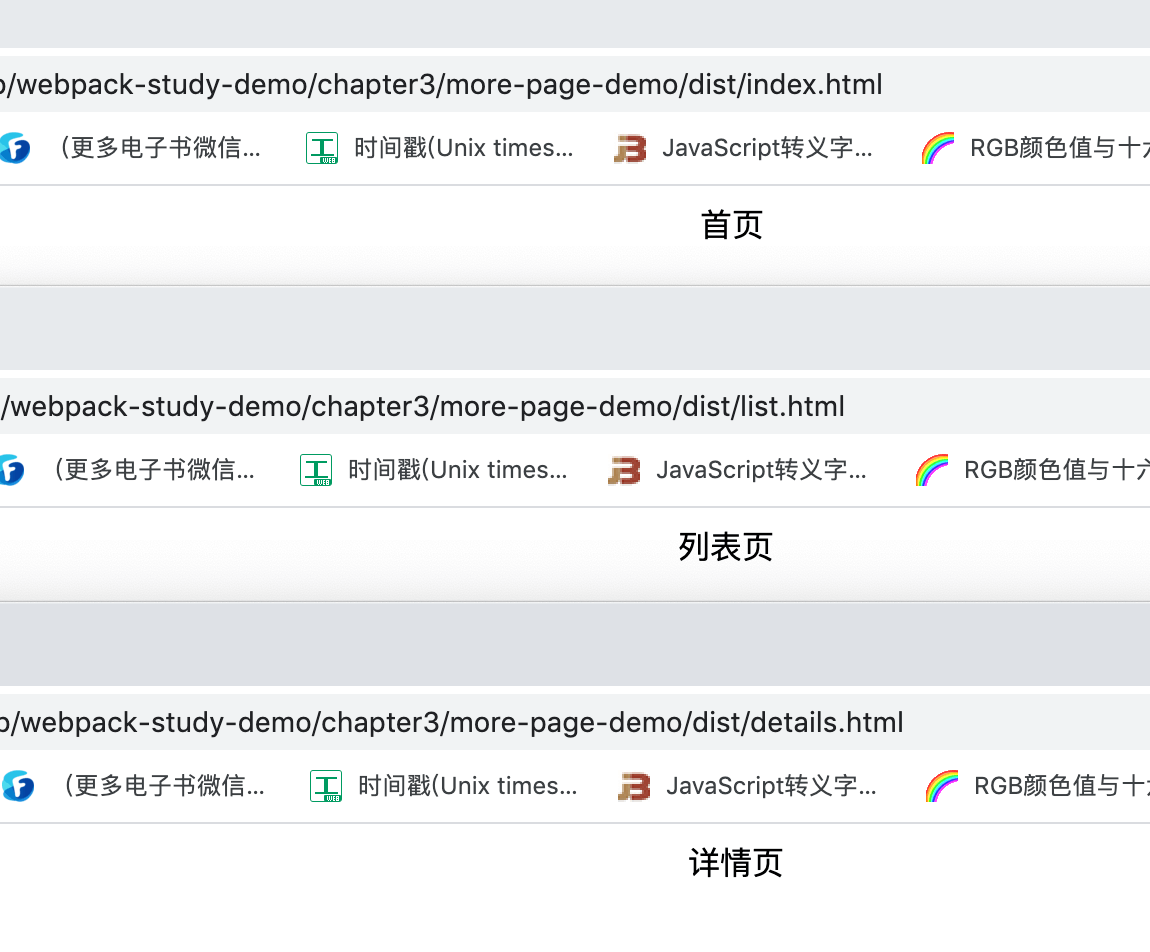 /webpack-study-demo/chapter3/more-page-demo/dist/index.html
（更多电子书微信... 时间戳(Unix times... JavaScript转义字... RGB颜色值与十
首页
/webpack-study-demo/chapter3/more-page-demo/dist/list.html
（更多电子书微信... 时间戳(Unix times... JavaScript转义字... RGB颜色值与十六
列表页
/webpack-study-demo/chapter3/more-page-demo/dist/details.html
（更多电子书微信... 时间戳(Unix times... JavaScript转义字... RGB颜色值与十
详情页